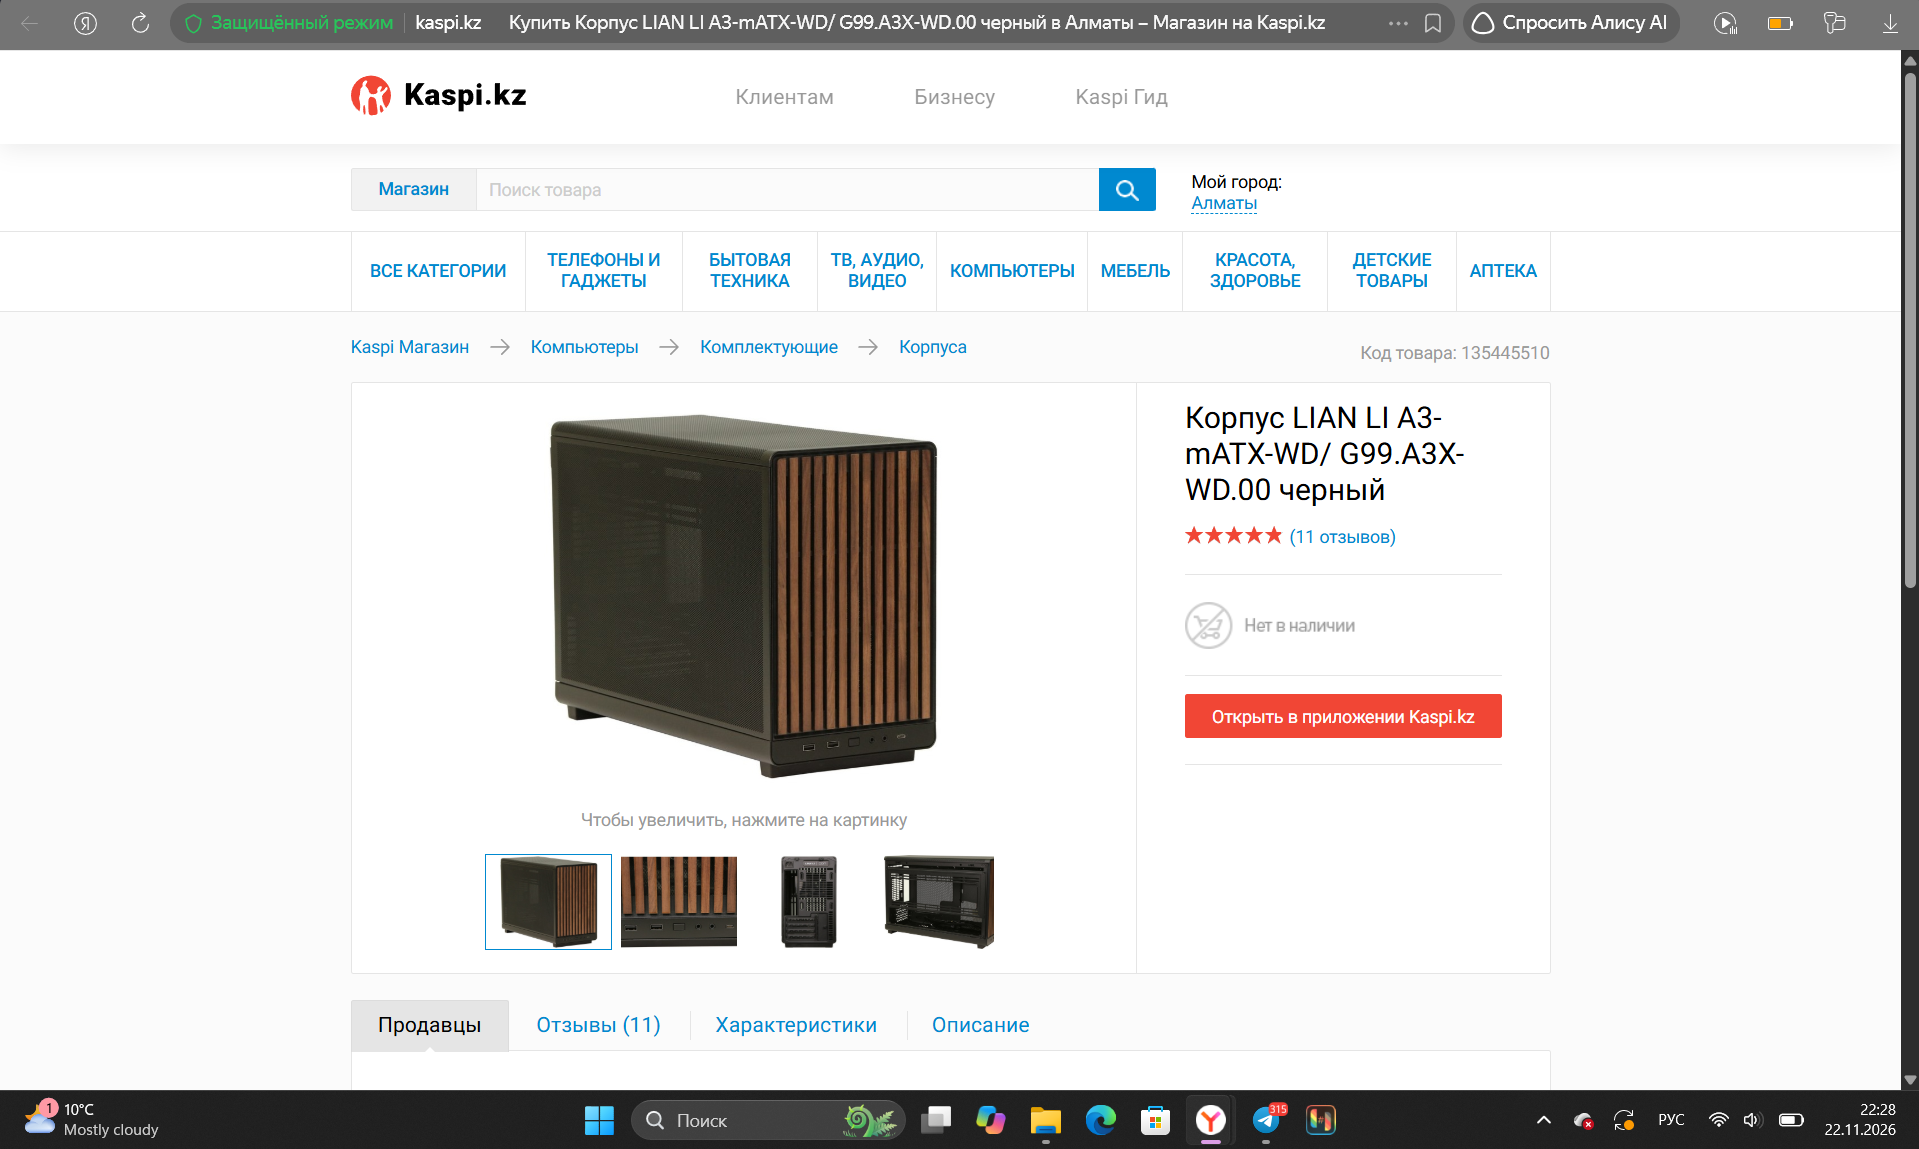 Защищённый режим
kaspi.kz
Купить Корпус LIAN LI A3-mATX-WD/ G99.A3X-WD.00 черный в Алматы – Магазин на Kaspi.kz
Спросить Алису AI
Kaspi.kz
Клиентам
Бизнесу
Kaspi Гид
Магазин
Поиск товара
Мой город:
Алматы
ВСЕ КАТЕГОРИИ
ТЕЛЕФОНЫ И
ГАДЖЕТЫ
БЫТОВАЯ
ТЕХНИКА
ТВ, АУДИО,
ВИДЕО
КОМПЬЮТЕРЫ
МЕБЕЛЬ
КРАСОТА,
ЗДОРОВЬЕ
ДЕТСКИЕ
ТОВАРЫ
АПТЕКА
Kaspi Магазин
Компьютеры
Комплектующие
Корпуса
Код товара: 135445510
Корпус LIAN LI A3-
mATX-WD/ G99.A3X-
WD.00 черный
(11 отзывов)
Нет в наличии
Открыть в приложении Kaspi.kz
Чтобы увеличить, нажмите на картинку
Продавцы
Отзывы (11)
Характеристики
Описание
1
10°C
Mostly cloudy
Поиск
315
РУС
22:28
22.11.2026